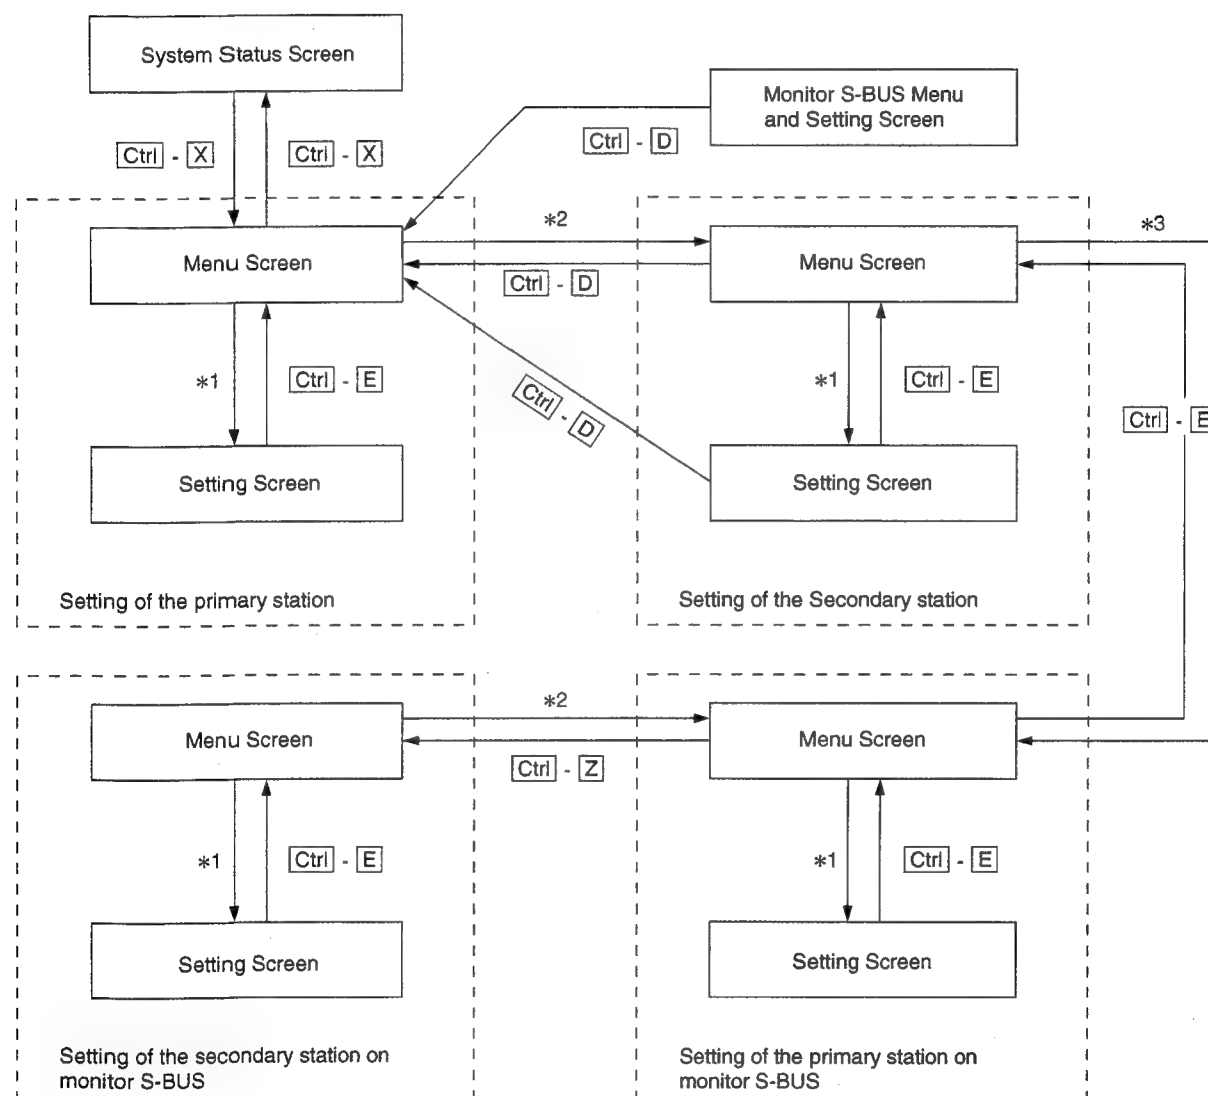 System Status Screen
Monitor S-BUS Menu
and Setting Screen
Ctrl - X
Ctrl - X
Ctrl - D
*2
*3
Menu Screen
Menu Screen
Ctrl - D
*1
Ctrl - E
Ctrl - D
*1
Ctrl - E
Ctrl - E
Setting Screen
Setting Screen
Setting of the primary station
Setting of the Secondary station
*2
Menu Screen
Menu Screen
Ctrl - Z
*1
Ctrl - E
*1
Ctrl - E
Setting Screen
Setting Screen
Setting of the secondary station on
monitor S-BUS
Setting of the primary station on
monitor S-BUS